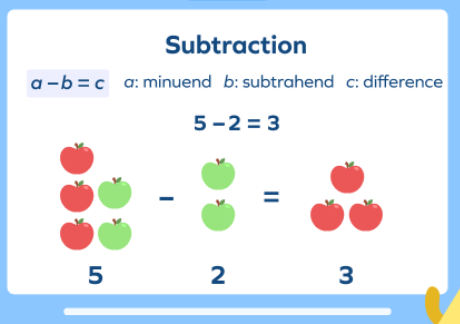 Subtraction
a – b = c a: minuend b: subtrahend c: difference
5 – 2 = 3
– =
5 2 3